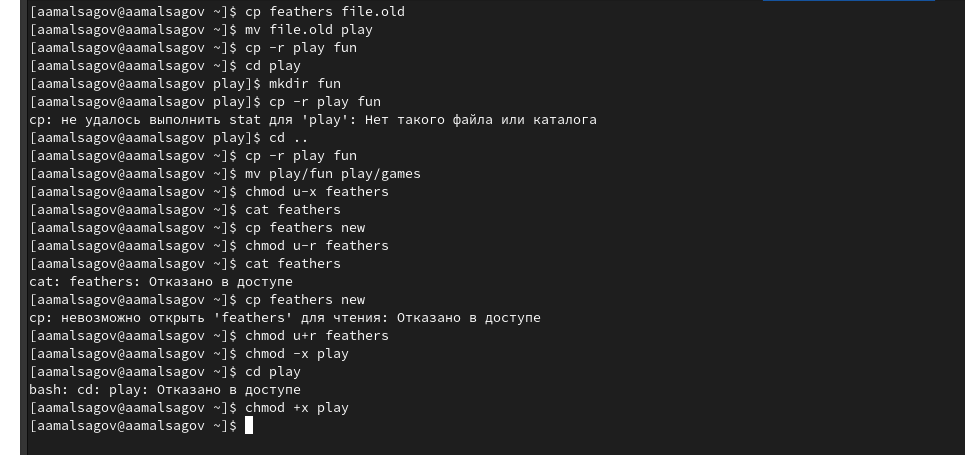 [aamalsagov@aamalsagov ~]$ cp feathers file.old
[aamalsagov@aamalsagov ~]$ mv file.old play
[aamalsagov@aamalsagov ~]$ cp -r play fun
[aamalsagov@aamalsagov ~]$ cd play
[aamalsagov@aamalsagov play]$ mkdir fun
[aamalsagov@aamalsagov play]$ cp -r play fun
cp: не удалось выполнить stat для 'play': Нет такого файла или каталога
[aamalsagov@aamalsagov play]$ cd ..
[aamalsagov@aamalsagov ~]$ cp -r play fun
[aamalsagov@aamalsagov ~]$ mv play/fun play/games
[aamalsagov@aamalsagov ~]$ chmod u-x feathers
[aamalsagov@aamalsagov ~]$ cat feathers
[aamalsagov@aamalsagov ~]$ cp feathers new
[aamalsagov@aamalsagov ~]$ chmod u-r feathers
[aamalsagov@aamalsagov ~]$ cat feathers
cat: feathers: Отказано в доступе
[aamalsagov@aamalsagov ~]$ cp feathers new
cp: невозможно открыть 'feathers' для чтения: Отказано в доступе
[aamalsagov@aamalsagov ~]$ chmod u+r feathers
[aamalsagov@aamalsagov ~]$ chmod -x play
[aamalsagov@aamalsagov ~]$ cd play
bash: cd: play: Отказано в доступе
[aamalsagov@aamalsagov ~]$ chmod +x play
[aamalsagov@aamalsagov ~]$